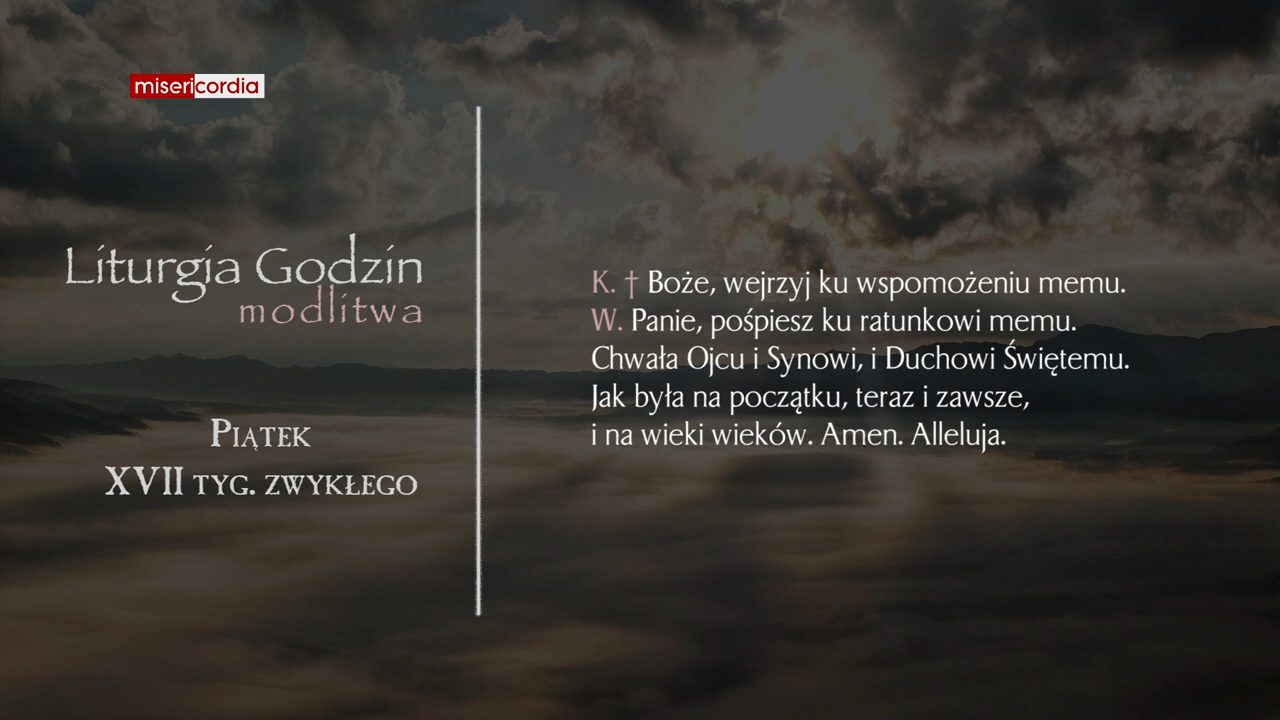 misericordia
Liturgia Godzin
modlitwa
Piątek
XVII tyg. zwykłego
K. † Boże, wejrzyj ku wspomożeniu memu.
W. Panie, pośpiesz ku ratunkowi memu.
Chwała Ojcu i Synowi, i Duchowi Świętemu.
Jak była na początku, teraz i zawsze,
i na wieki wieków. Amen. Alleluja.